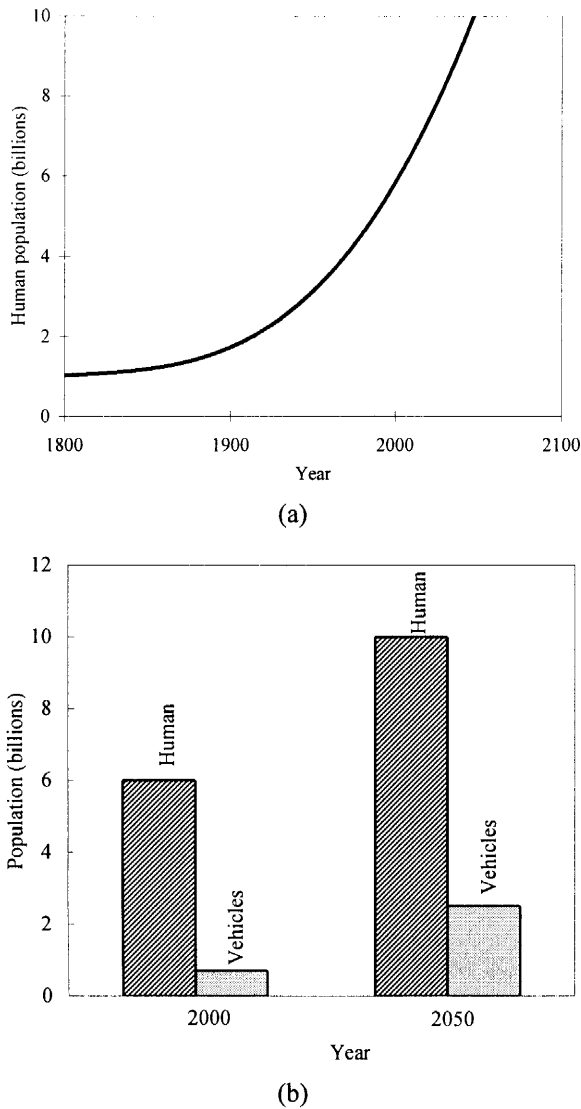 10
8
6
4
2
0
Human population (billions)
1800 1900 2000 2100
Year
(a)
12
10
8
6
4
2
0
Population (billions)
Human
Vehicles
Human
Vehicles
2000 2050
Year
(b)